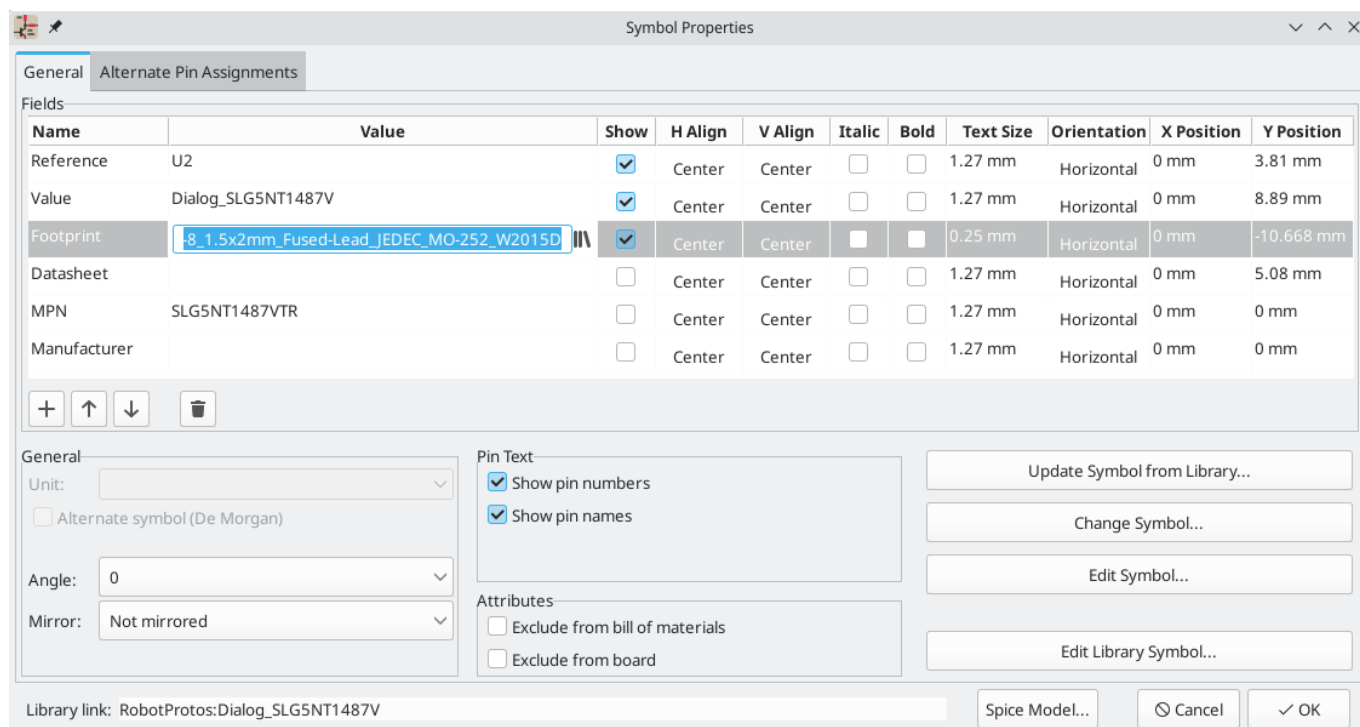 Symbol Properties
General Alternate Pin Assignments
Fields
Name Value Show H Align V Align Italic Bold Text Size Orientation X Position Y Position
Reference U2 Center Center 1.27 mm Horizontal 0 mm 3.81 mm
Value Dialog_SLG5NT1487V Center Center 1.27 mm Horizontal 0 mm 8.89 mm
Footprint -8_1.5x2mm_Fused-Lead_JEDEC_MO-252_W2015D Center Center 0.25 mm Horizontal 0 mm -10.668 mm
Datasheet Center Center 1.27 mm Horizontal 0 mm 5.08 mm
MPN SLG5NT1487VTR Center Center 1.27 mm Horizontal 0 mm 0 mm
Manufacturer Center Center 1.27 mm Horizontal 0 mm 0 mm
General
Unit:
Alternate symbol (De Morgan)
Angle: 0
Mirror: Not mirrored
Pin Text
Show pin numbers
Show pin names
Attributes
Exclude from bill of materials
Exclude from board
Update Symbol from Library...
Change Symbol...
Edit Symbol...
Edit Library Symbol...
Library link: RobotProtos:Dialog_SLG5NT1487V Spice Model... Cancel OK